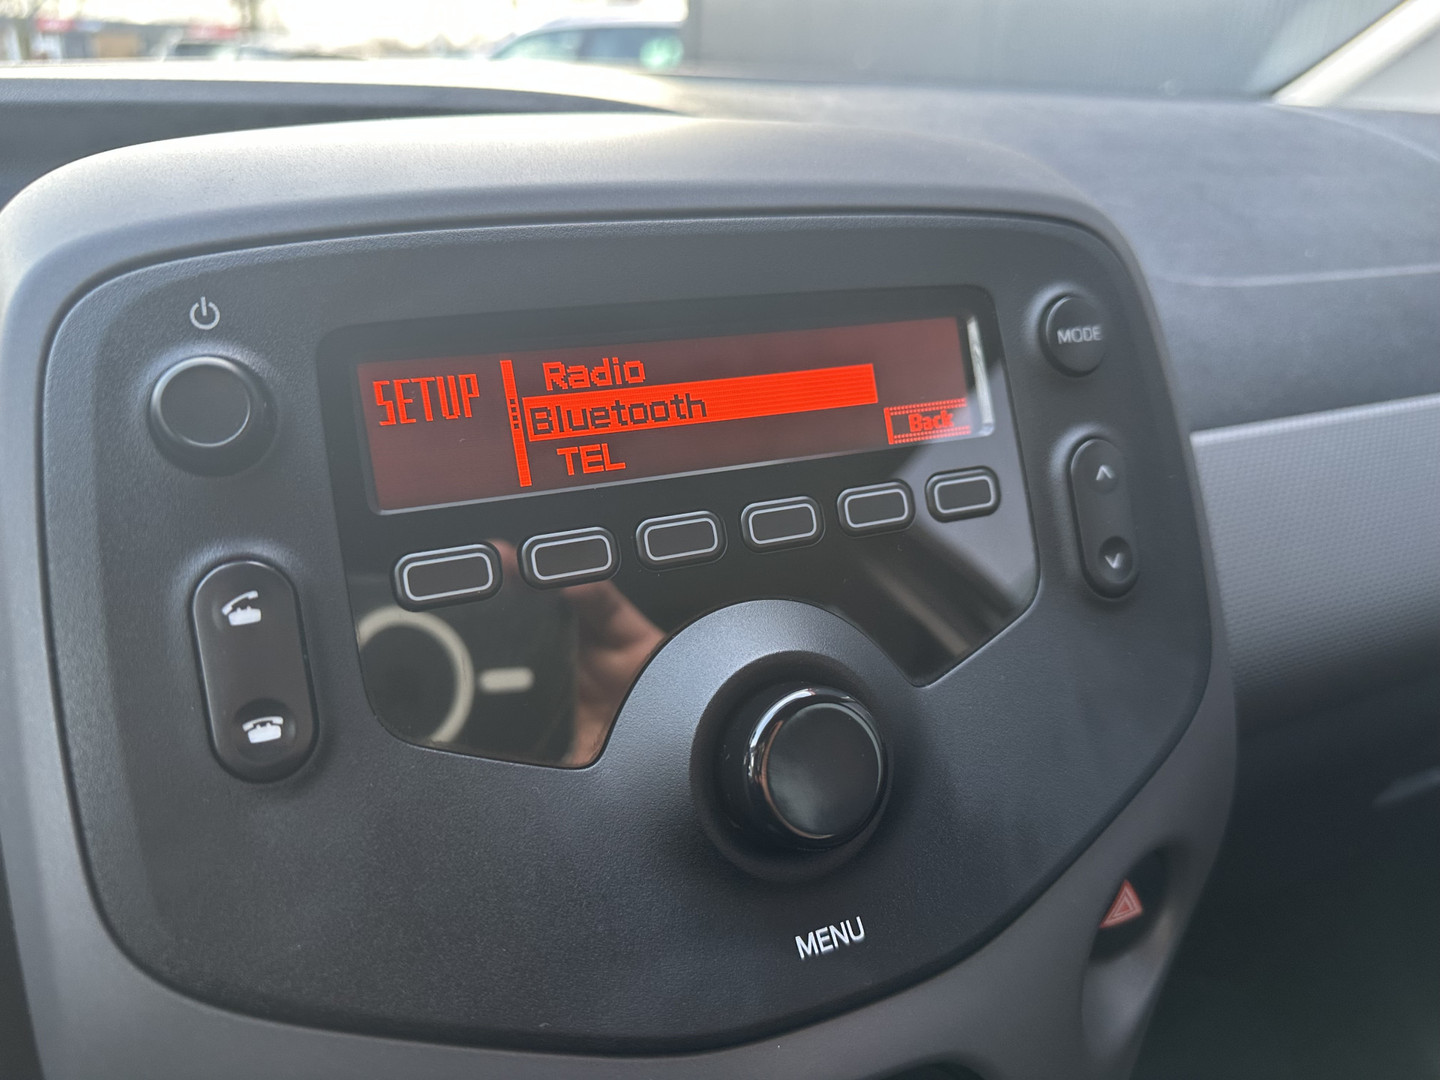 SETUP
Radio
Bluetooth
TEL
Back
MODE
MENU